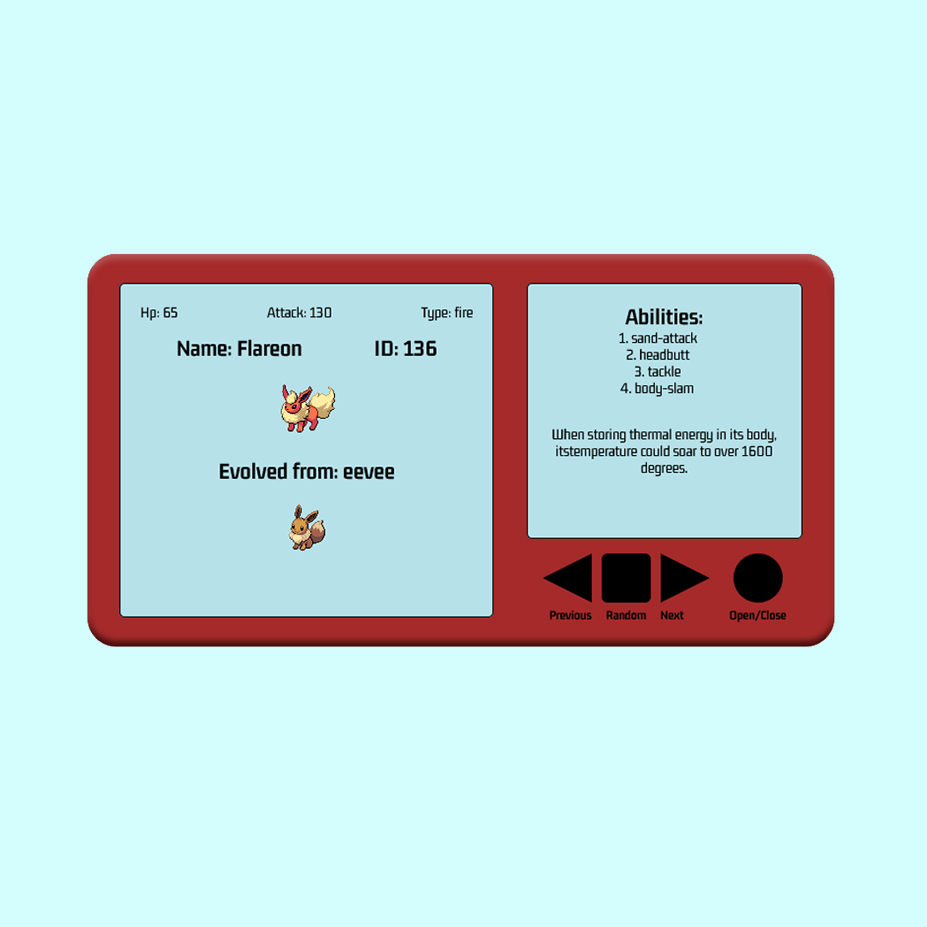 Hp: 65 Attack: 130 Type: fire
Name: Flareon ID: 136
Evolved from: eevee
Abilities:
1. sand-attack
2. headbutt
3. tackle
4. body-slam
When storing thermal energy in its body,
itstemperature could soar to over 1600
degrees.
Previous Random Next Open/Close